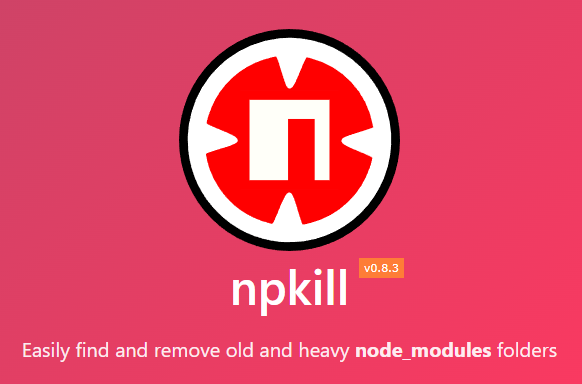 n
npkill
v0.8.3
Easily find and remove old and heavy node_modules folders